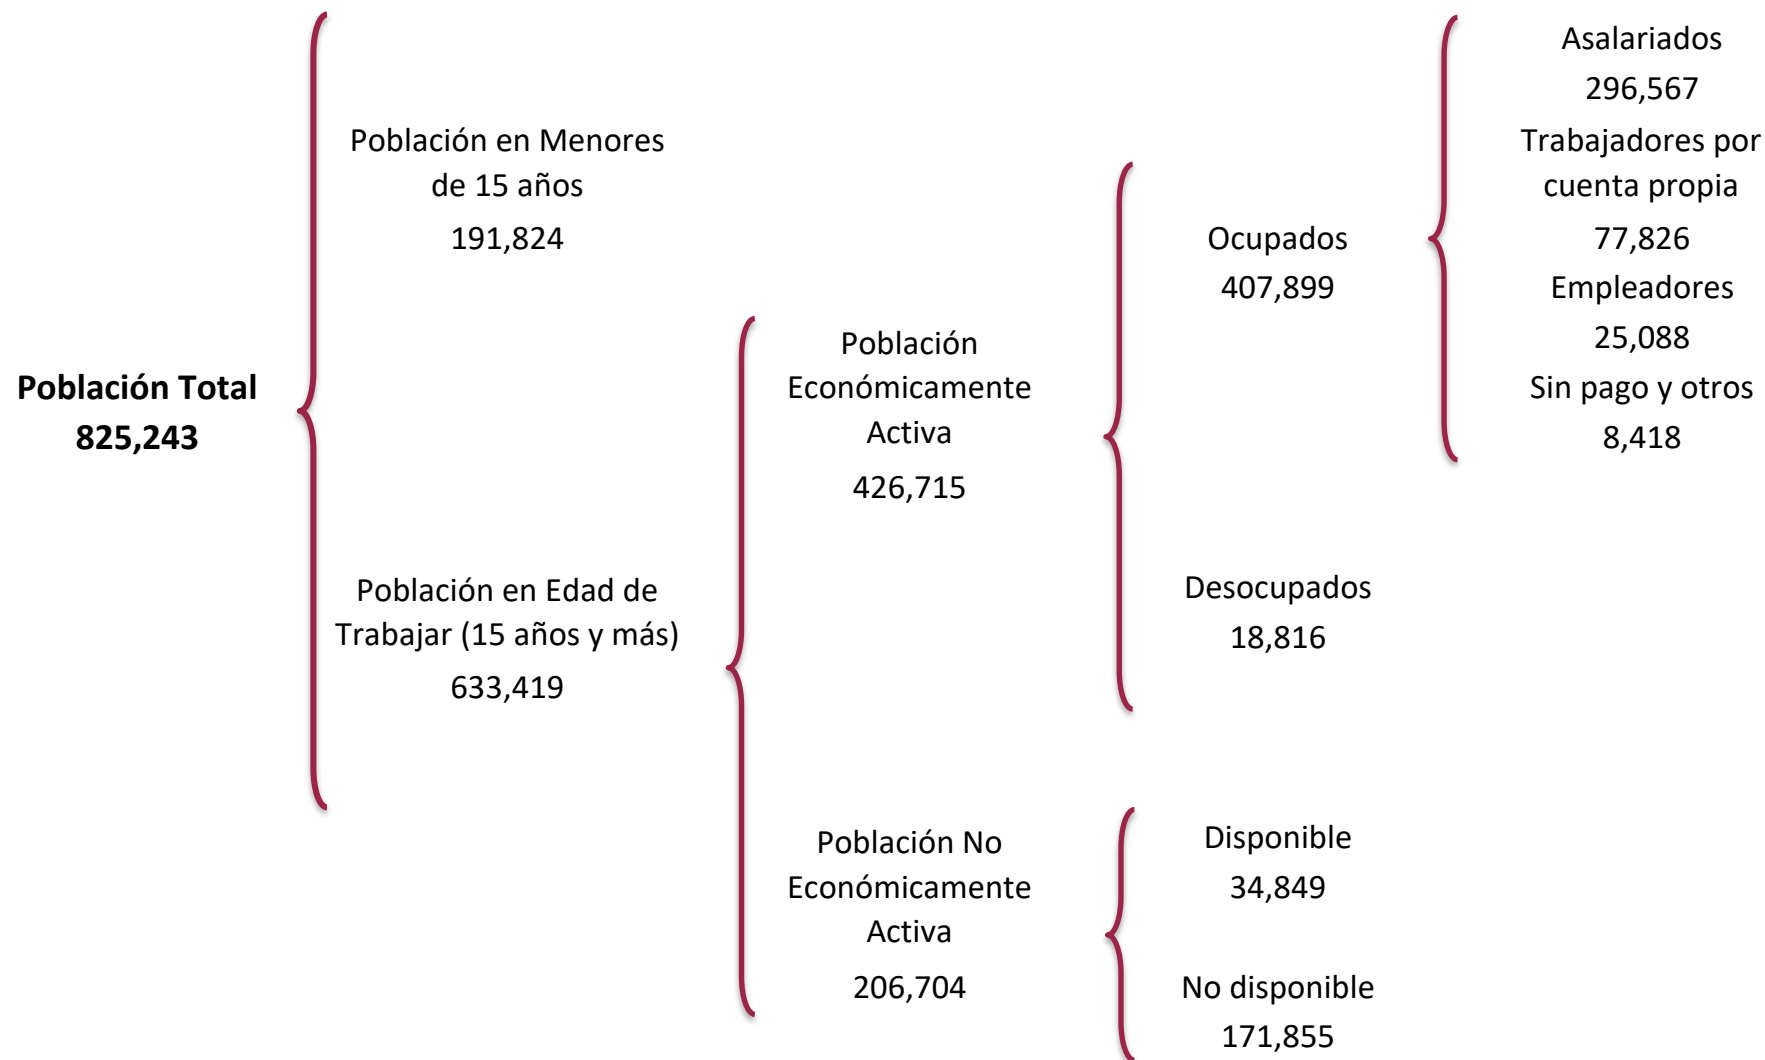 Población Total
825,243
Población en Menores
de 15 años
191,824
Población en Edad de
Trabajar (15 años y más)
633,419
Población
Económicamente
Activa
426,715
Población No
Económicamente
Activa
206,704
Ocupados
407,899
Desocupados
18,816
Disponible
34,849
No disponible
171,855
Asalariados
296,567
Trabajadores por
cuenta propia
77,826
Empleadores
25,088
Sin pago y otros
8,418